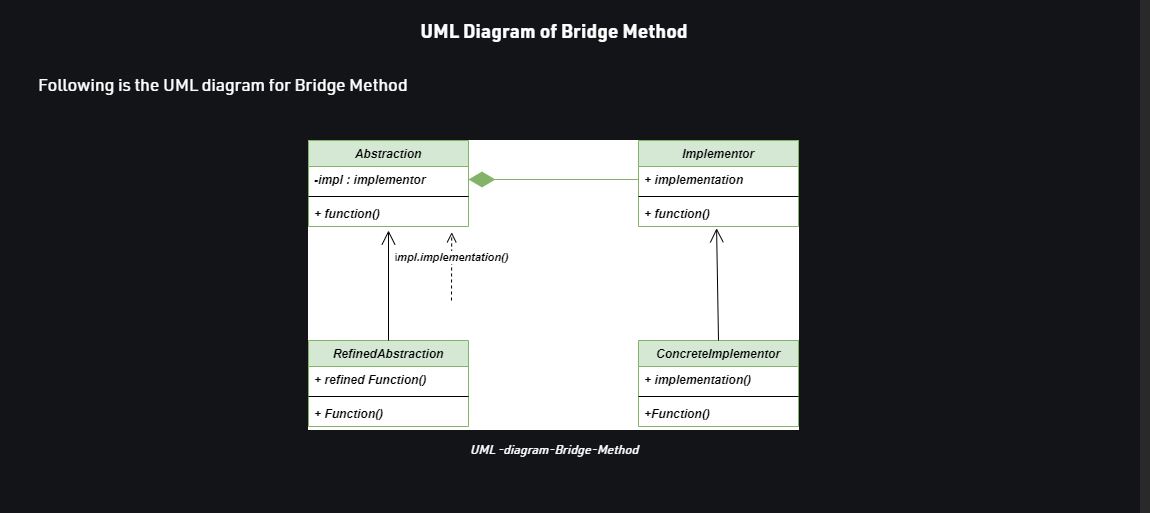 UML Diagram of Bridge Method
Following is the UML diagram for Bridge Method
Abstraction
-impl : implementor
+ function()
Implementor
+ implementation
+ function()
impl.implementation()
RefinedAbstraction
+ refined Function()
+ Function()
ConcreteImplementor
+ implementation()
+Function()
UML -diagram-Bridge-Method